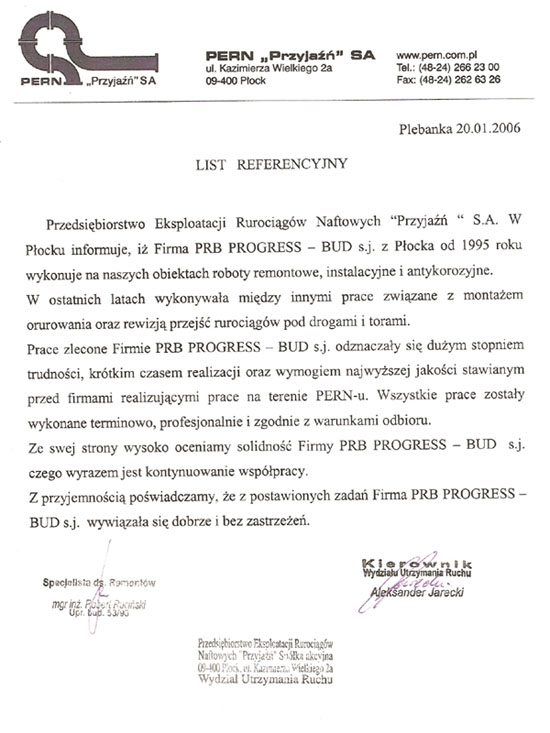 PERN „Przyjaźń" SA
PERN „Przyjaźń" SA
ul. Kazimierza Wielkiego 2a
09-400 Płock
www.pern.com.pl
Tel.: (48-24) 266 23 00
Fax: (48-24) 262 63 26
Plebanka 20.01.2006
LIST REFERENCYJNY
Przedsiębiorstwo Eksploatacji Rurociągów Naftowych “Przyjaźń “ S.A. W
Płocku informuje, iż Firma PRB PROGRESS – BUD s.j. z Płocka od 1995 roku
wykonuje na naszych obiektach roboty remontowe, instalacyjne i antykorozyjne.
W ostatnich latach wykonywała między innymi prace związane z montażem
orurowania oraz rewizją przejść rurociągów pod drogami i torami.
Prace zlecone Firmie PRB PROGRESS – BUD s.j. odznaczały się dużym stopniem
trudności, krótkim czasem realizacji oraz wymogiem najwyższej jakości stawianym
przed firmami realizującymi prace na terenie PERN-u. Wszystkie prace zostały
wykonane terminowo, profesjonalnie i zgodnie z warunkami odbioru.
Ze swej strony wysoko oceniamy solidność Firmy PRB PROGRESS – BUD s.j.
czego wyrazem jest kontynuowanie współpracy.
Z przyjemnością poświadczamy, że z postawionych zadań Firma PRB PROGRESS –
BUD s.j. wywiązała się dobrze i bez zastrzeżeń.
Specjalista ds. Remontów
mgr inż. Robert
Upr. bud. 53/93
Kierownik
Wydziału Utrzymania Ruchu
Aleksander Jarecki
Przedsiębiorstwo Eksploatacji Rurociągów
Naftowych "Przyjaźń" Spółka akcyjna
09-400 Płock, ul. Kazimierza Wielkiego 2a
Wydział Utrzymania Ruchu